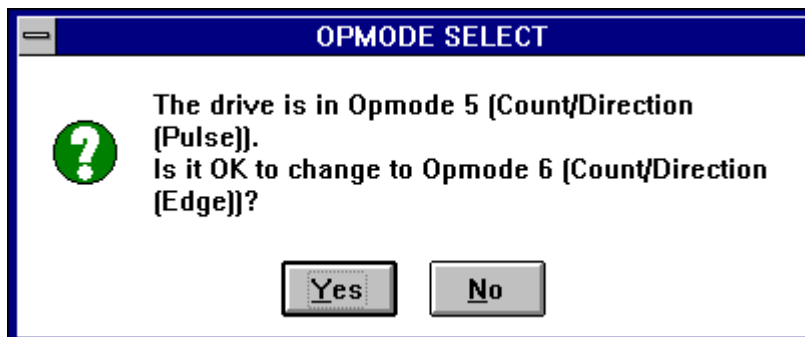 OPMODE SELECT
The drive is in Opmode 5 (Count/Direction
(Pulse)).
Is it OK to change to Opmode 6 (Count/Direction
(Edge))?
Yes
No